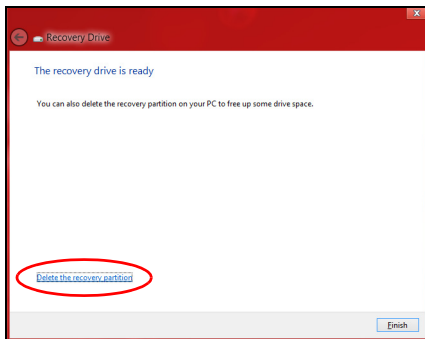 Recovery Drive
The recovery drive is ready
You can also delete the recovery partition on your PC to free up some drive space.
Delete the recovery partition
Finish